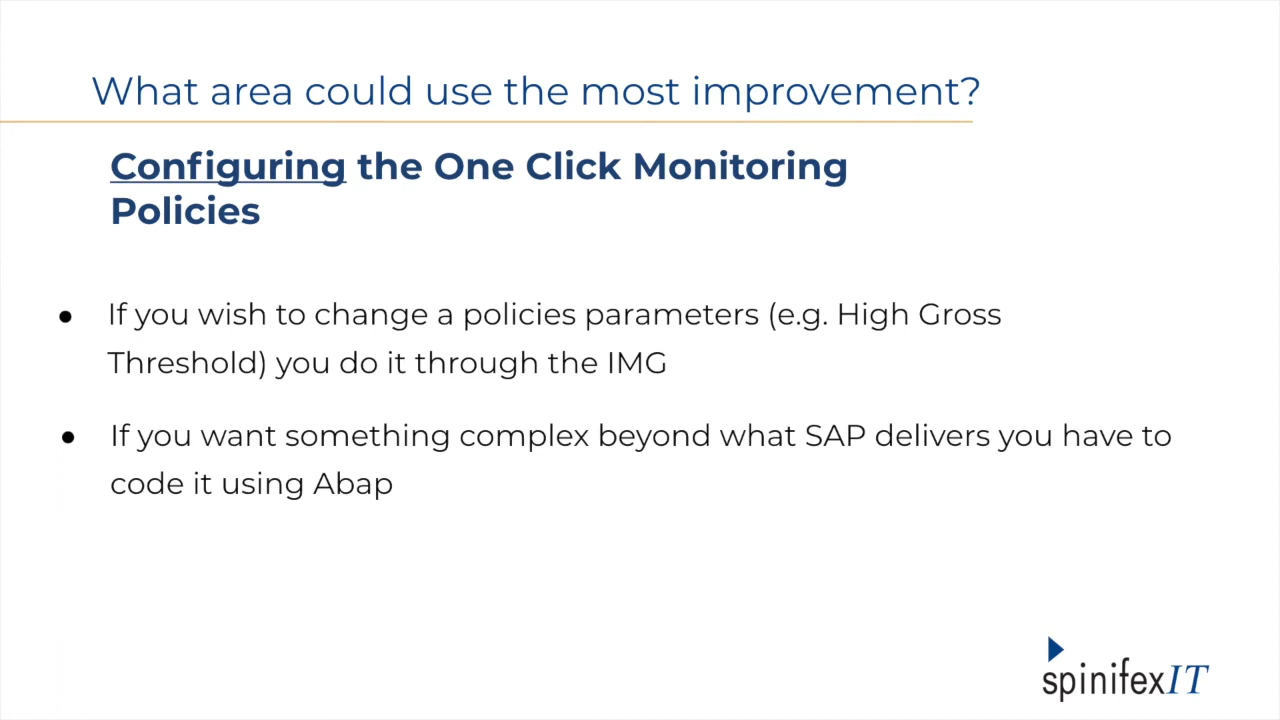 What area could use the most improvement?
Configuring the One Click Monitoring
Policies
● If you wish to change a policies parameters (e.g. High Gross
Threshold) you do it through the IMG
● If you want something complex beyond what SAP delivers you have to
code it using Abap
spinifexIT